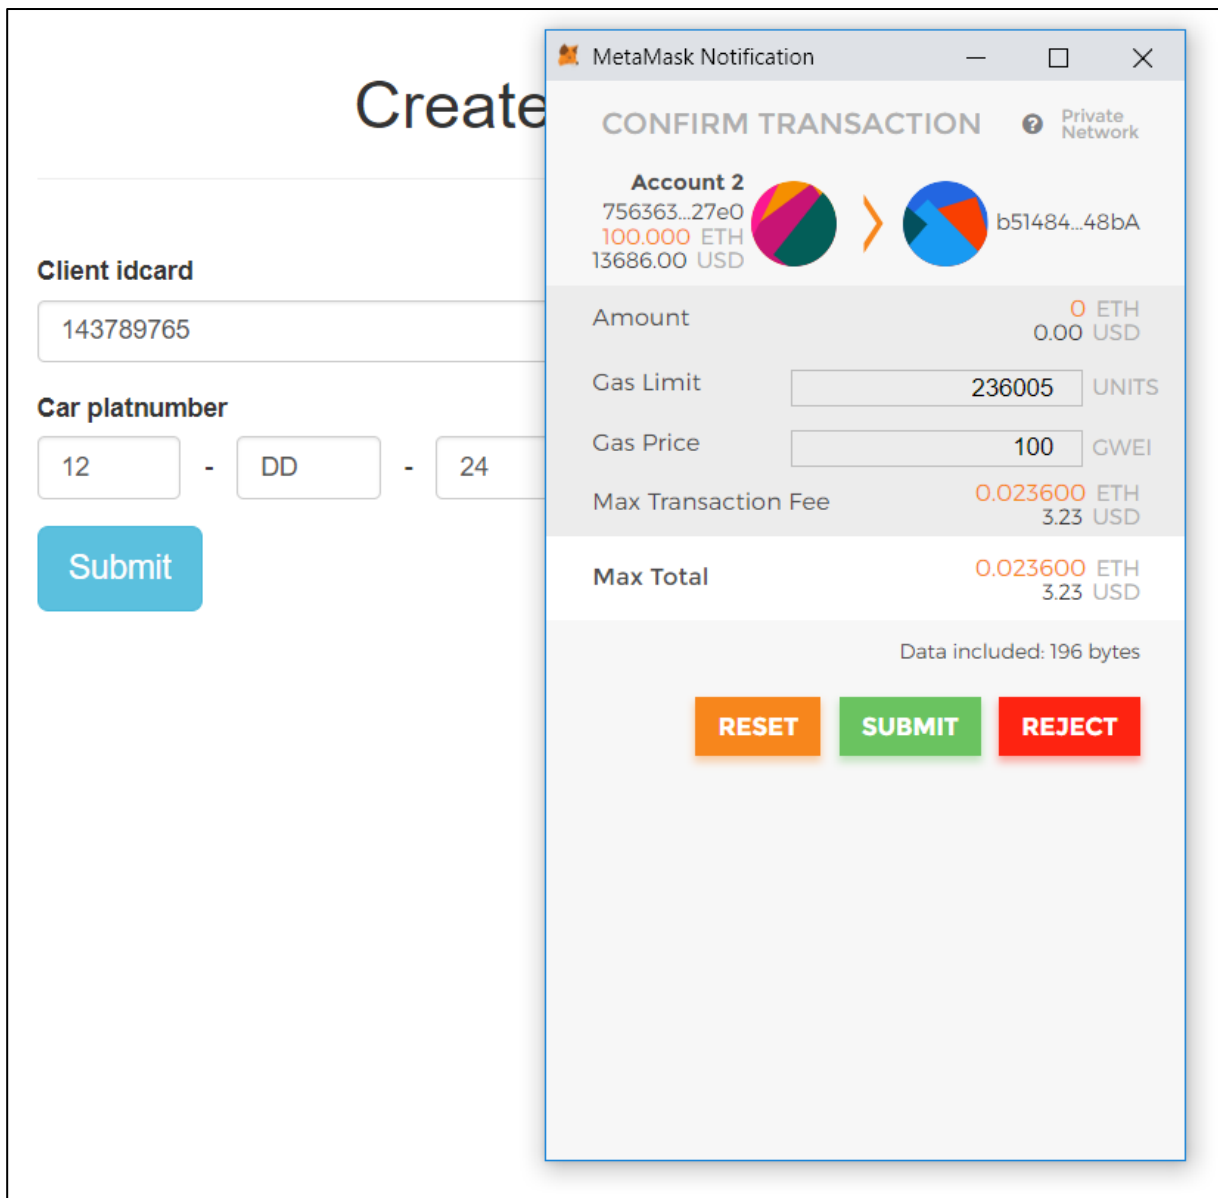 Create
Client idcard
143789765
Car platnumber
12 - DD - 24
Submit
MetaMask Notification
CONFIRM TRANSACTION ? Private Network
Account 2
756363...27e0
100.000 ETH
13686.00 USD
b51484...48bA
Amount 0 ETH
0.00 USD
Gas Limit 236005 UNITS
Gas Price 100 GWEI
Max Transaction Fee 0.023600 ETH
3.23 USD
Max Total 0.023600 ETH
3.23 USD
Data included: 196 bytes
RESET SUBMIT REJECT